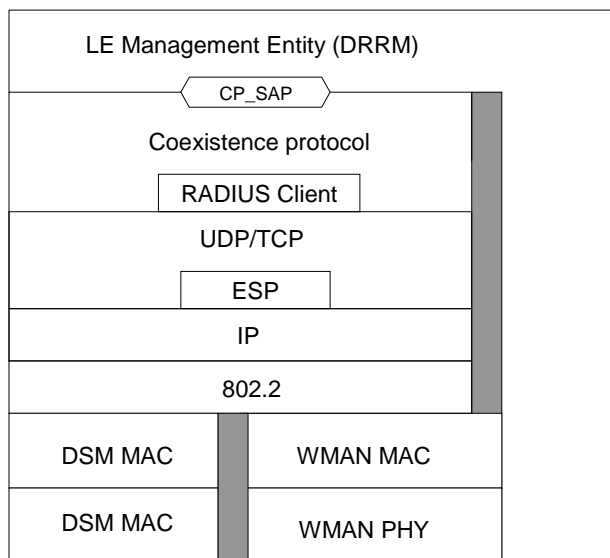 LE Management Entity (DRRM)
CP_SAP
Coexistence protocol
RADIUS Client
UDP/TCP
ESP
IP
802.2
DSM MAC
WMAN MAC
DSM MAC
WMAN PHY